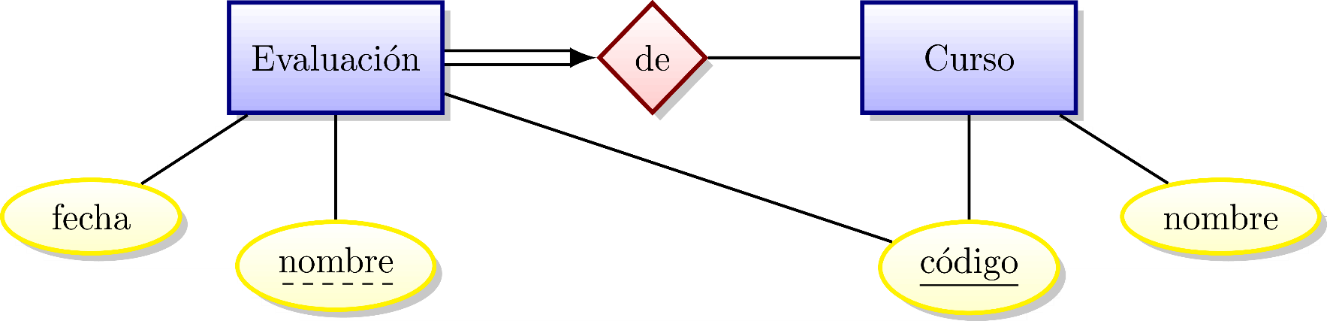 Evaluación
de
Curso
fecha
nombre
código
nombre